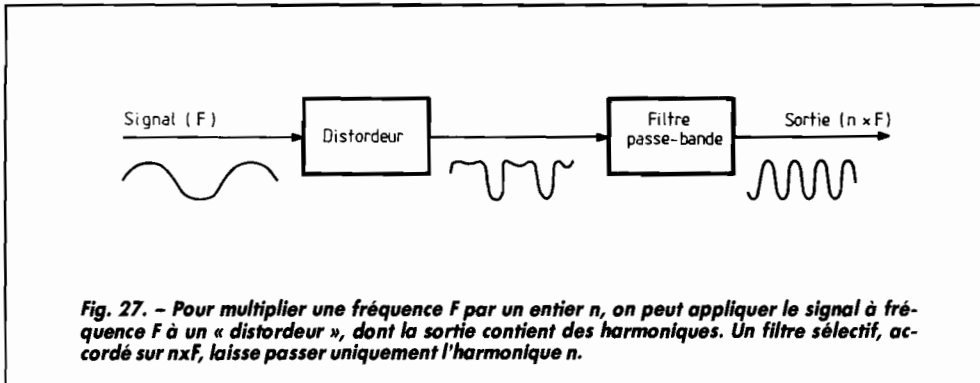 Signal (F)
Distordeur
Filtre
passe-bande
Sortie (n x F)
Fig. 27. – Pour multiplier une fréquence F par un entier n, on peut appliquer le signal à fré-
quence F à un « distordeur », dont la sortie contient des harmoniques. Un filtre sélectif, ac-
cordé sur nxF, laisse passer uniquement l'harmonique n.